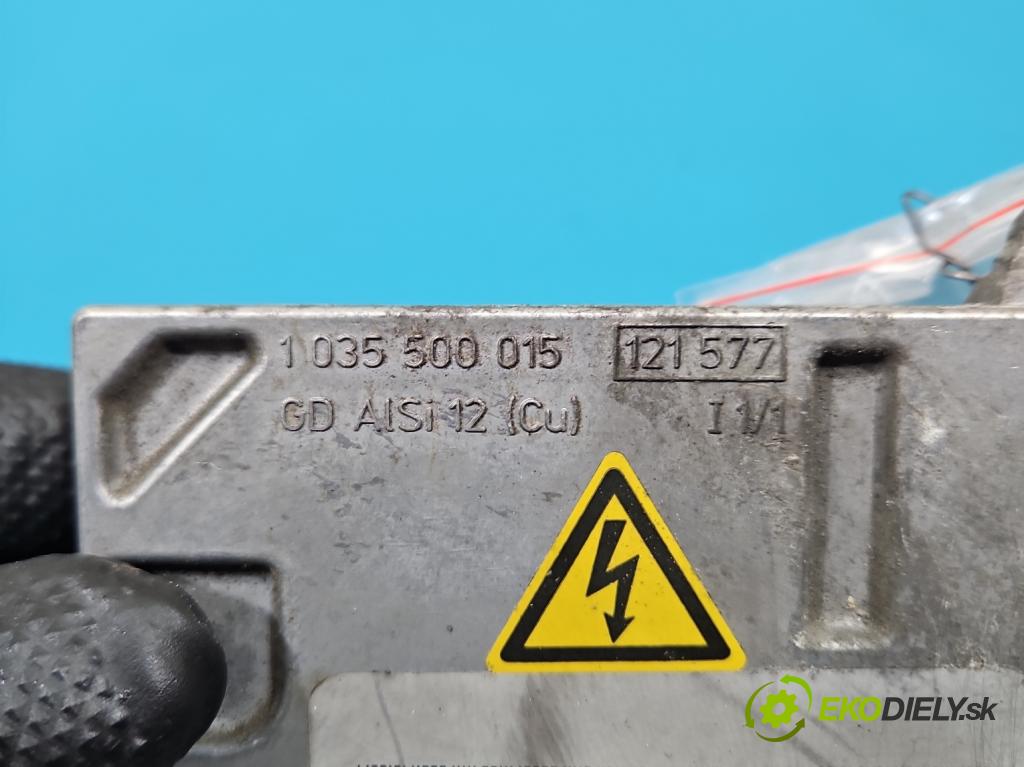 1 035 500 015 121 577
GD AlSi 12 (Cu) I 1/1
EKODIELY.sk